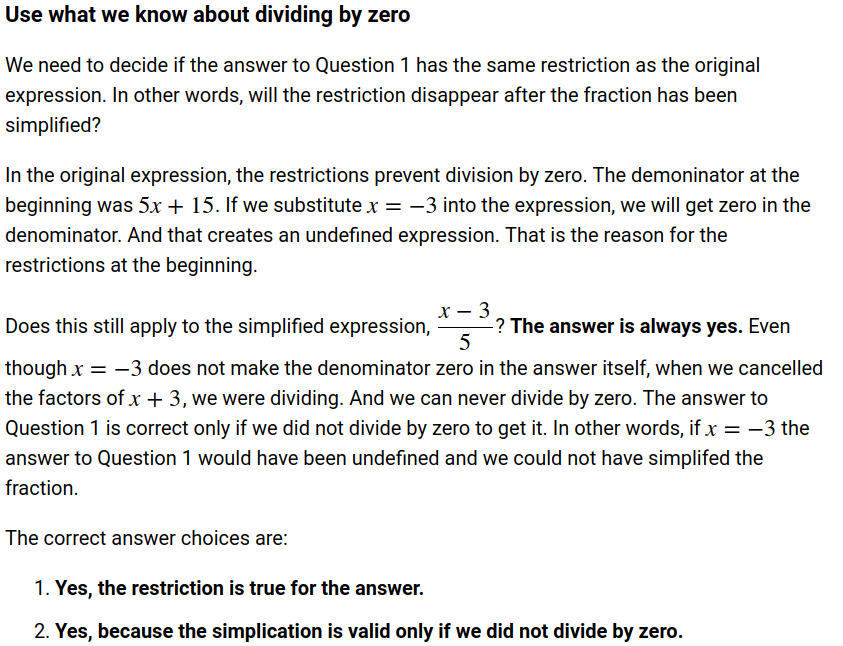 Use what we know about dividing by zero
We need to decide if the answer to Question 1 has the same restriction as the original
expression. In other words, will the restriction disappear after the fraction has been
simplified?
In the original expression, the restrictions prevent division by zero. The demoninator at the
beginning was 5x + 15. If we substitute x = −3 into the expression, we will get zero in the
denominator. And that creates an undefined expression. That is the reason for the
restrictions at the beginning.
Does this still apply to the simplified expression, (x − 3)/5? The answer is always yes. Even
though x = −3 does not make the denominator zero in the answer itself, when we cancelled
the factors of x + 3, we were dividing. And we can never divide by zero. The answer to
Question 1 is correct only if we did not divide by zero to get it. In other words, if x = −3 the
answer to Question 1 would have been undefined and we could not have simplifed the
fraction.
The correct answer choices are:
1. Yes, the restriction is true for the answer.
2. Yes, because the simplication is valid only if we did not divide by zero.